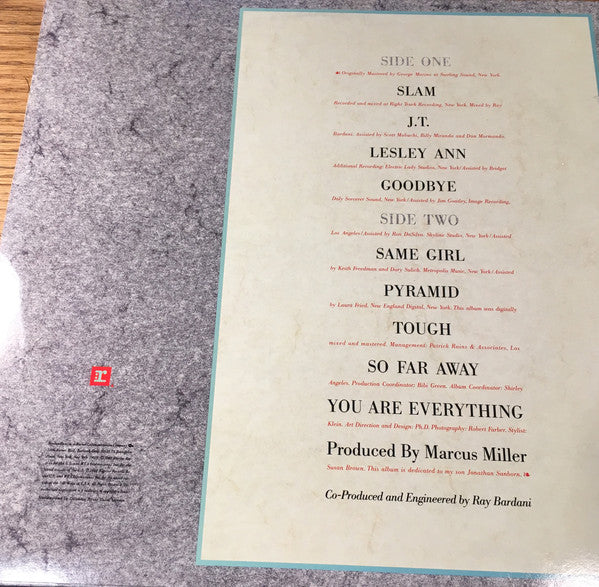 SIDE ONE
❧ Originally Mastered by George Marino at Sterling Sound, New York.
SLAM
Recorded and mixed at Right Track Recording, New York. Mixed by Ray
J.T.
Bardani. Assisted by Scott Mabuchi, Billy Miranda and Don
LESLEY ANN
Additional Recording: Electric Lady Studios, New York/Assisted by Bridget
GOODBYE
Daly Sorcerer Sound, New York/Assisted by Jim Goatley, Image Recording,
SIDE TWO
Los Angeles/Assisted by Ron DaSilva. Skyline Studio, New York/Assisted
SAME GIRL
by Keith Freedman and Dary Sulich. Metropolis Music, New York/Assisted
PYRAMID
by Laura Fried, New England Digital, New York. This album was digitally
TOUGH
mixed and mastered. Management: Patrick Rains & Associates, Los
SO FAR AWAY
Angeles. Production Coordinator: Bibi Green. Album Coordinator: Shirley
YOU ARE EVERYTHING
Klein. Art Direction and Design: Ph.D. Photography: Robert Farber. Stylist:
Produced By Marcus Miller
Susan Brown. This album is dedicated to my son Jonathan Sanborn. ❧
Co-Produced and Engineered by Ray Bardani
r